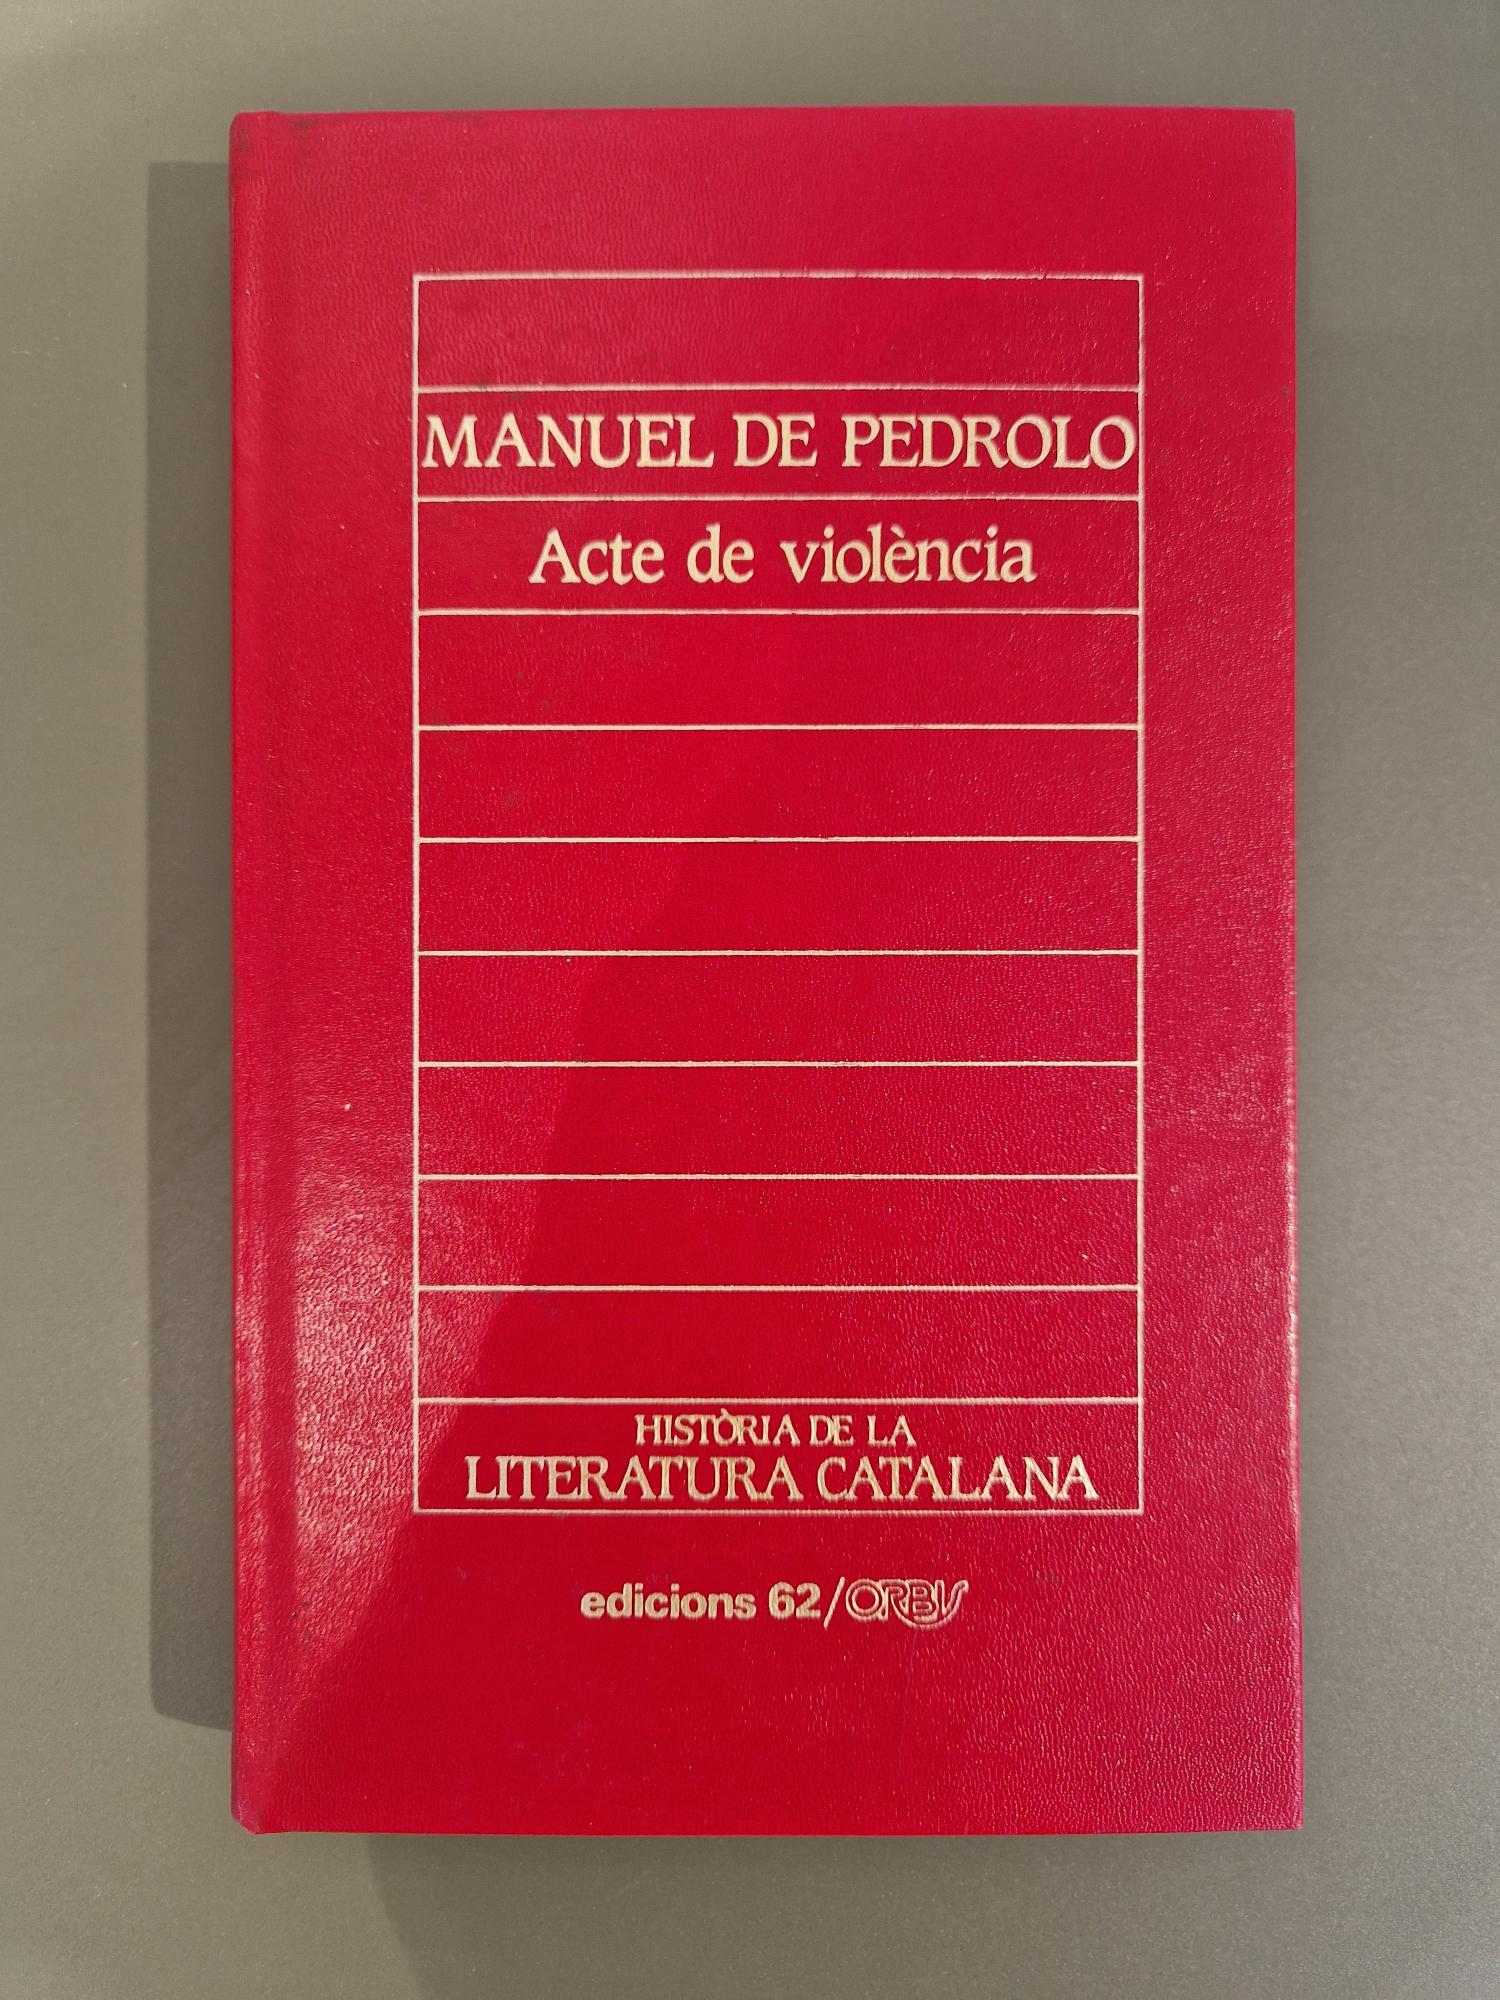 MANUEL DE PEDROLO
Acte de violència
HISTÒRIA DE LA
LITERATURA CATALANA
edicions 62/ORBIS